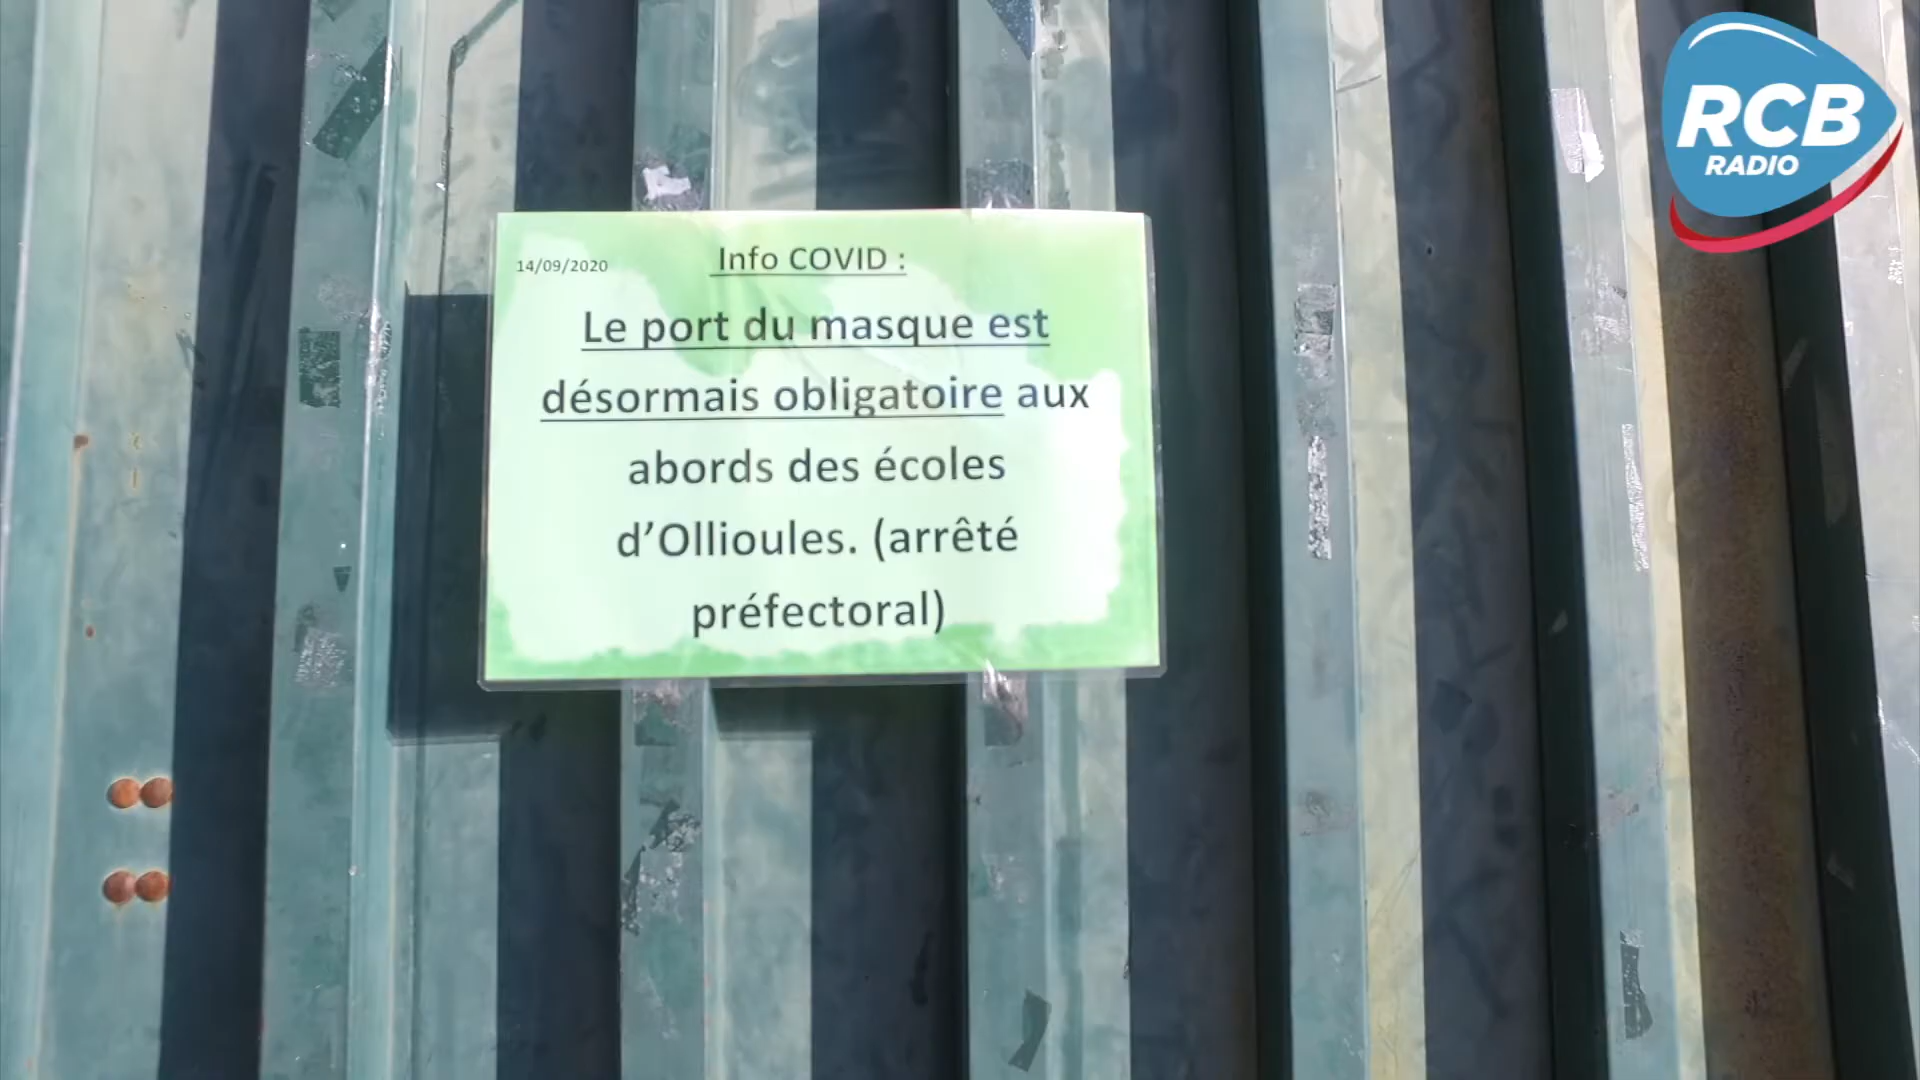 RCB
RADIO
14/09/2020
Info COVID :
Le port du masque est
désormais obligatoire aux
abords des écoles
d’Ollioules. (arrêté
préfectoral)